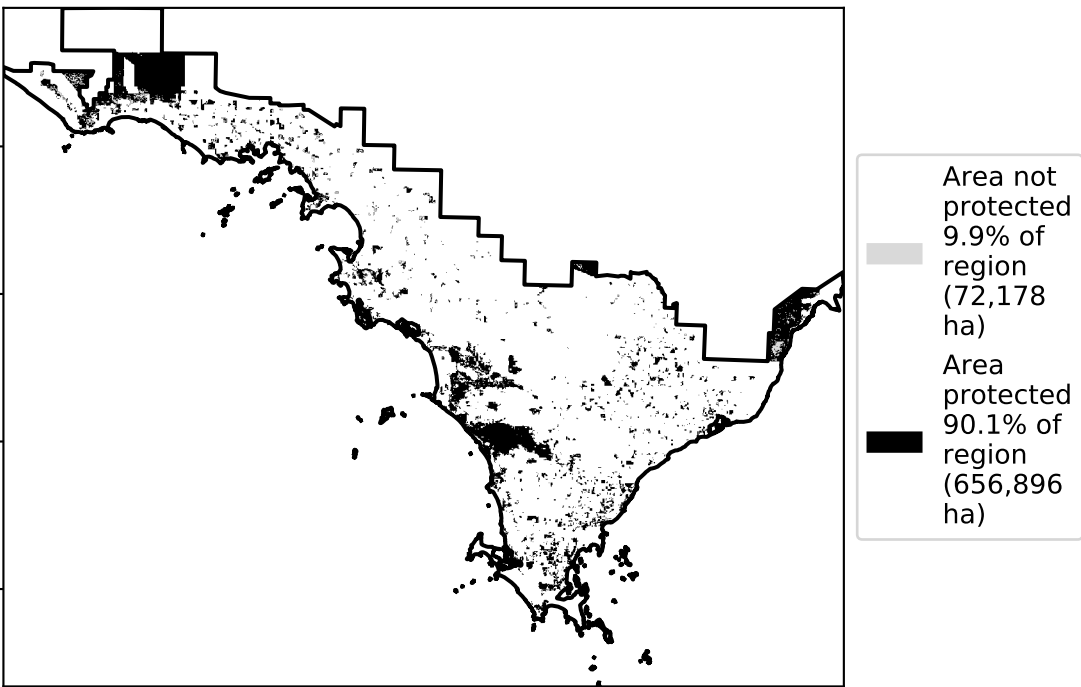 Area not
protected
9.9% of
region
(72,178
ha)
Area
protected
90.1% of
region
(656,896
ha)